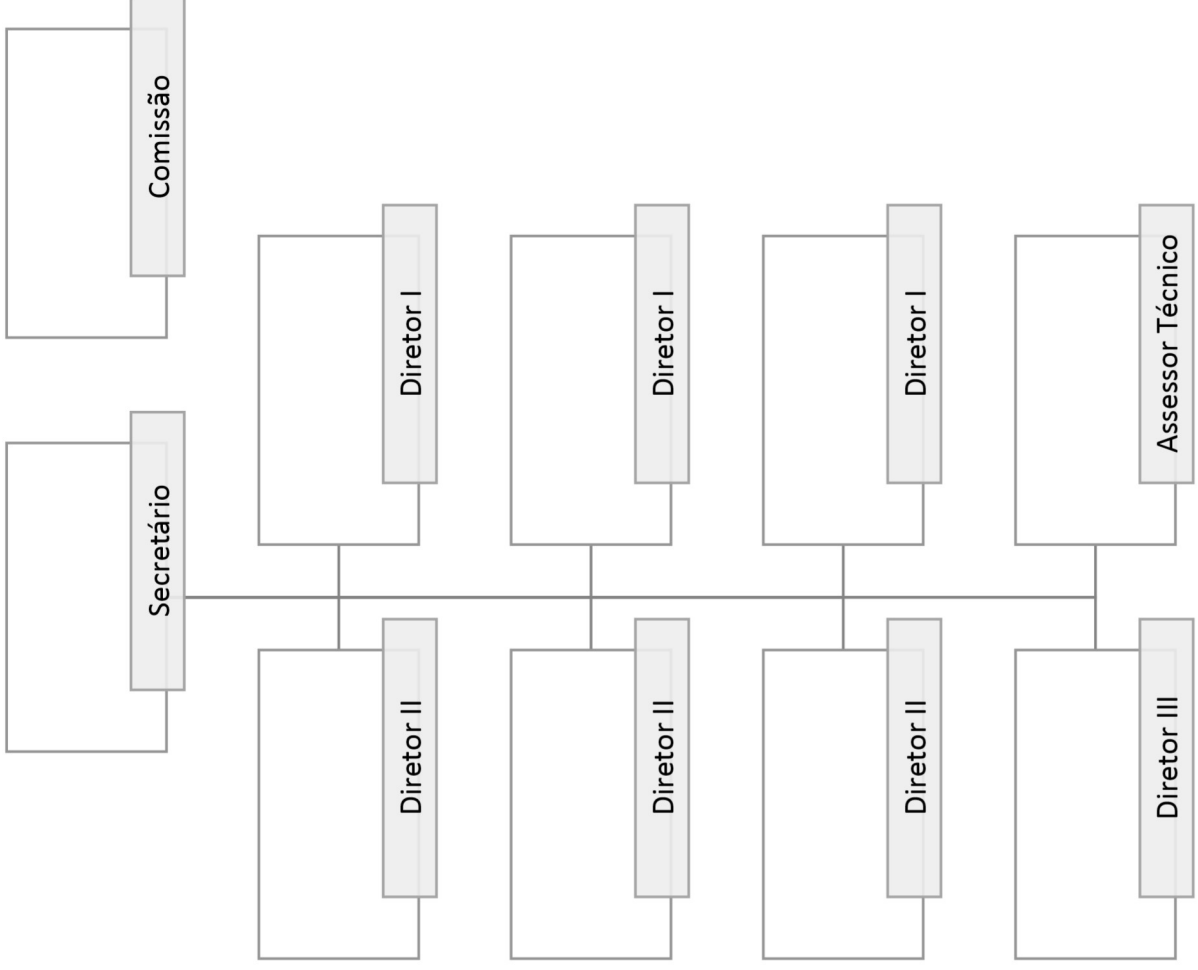 Secretário
Comissão
Diretor II
Diretor I
Diretor II
Diretor I
Diretor II
Diretor I
Diretor III
Assessor Técnico